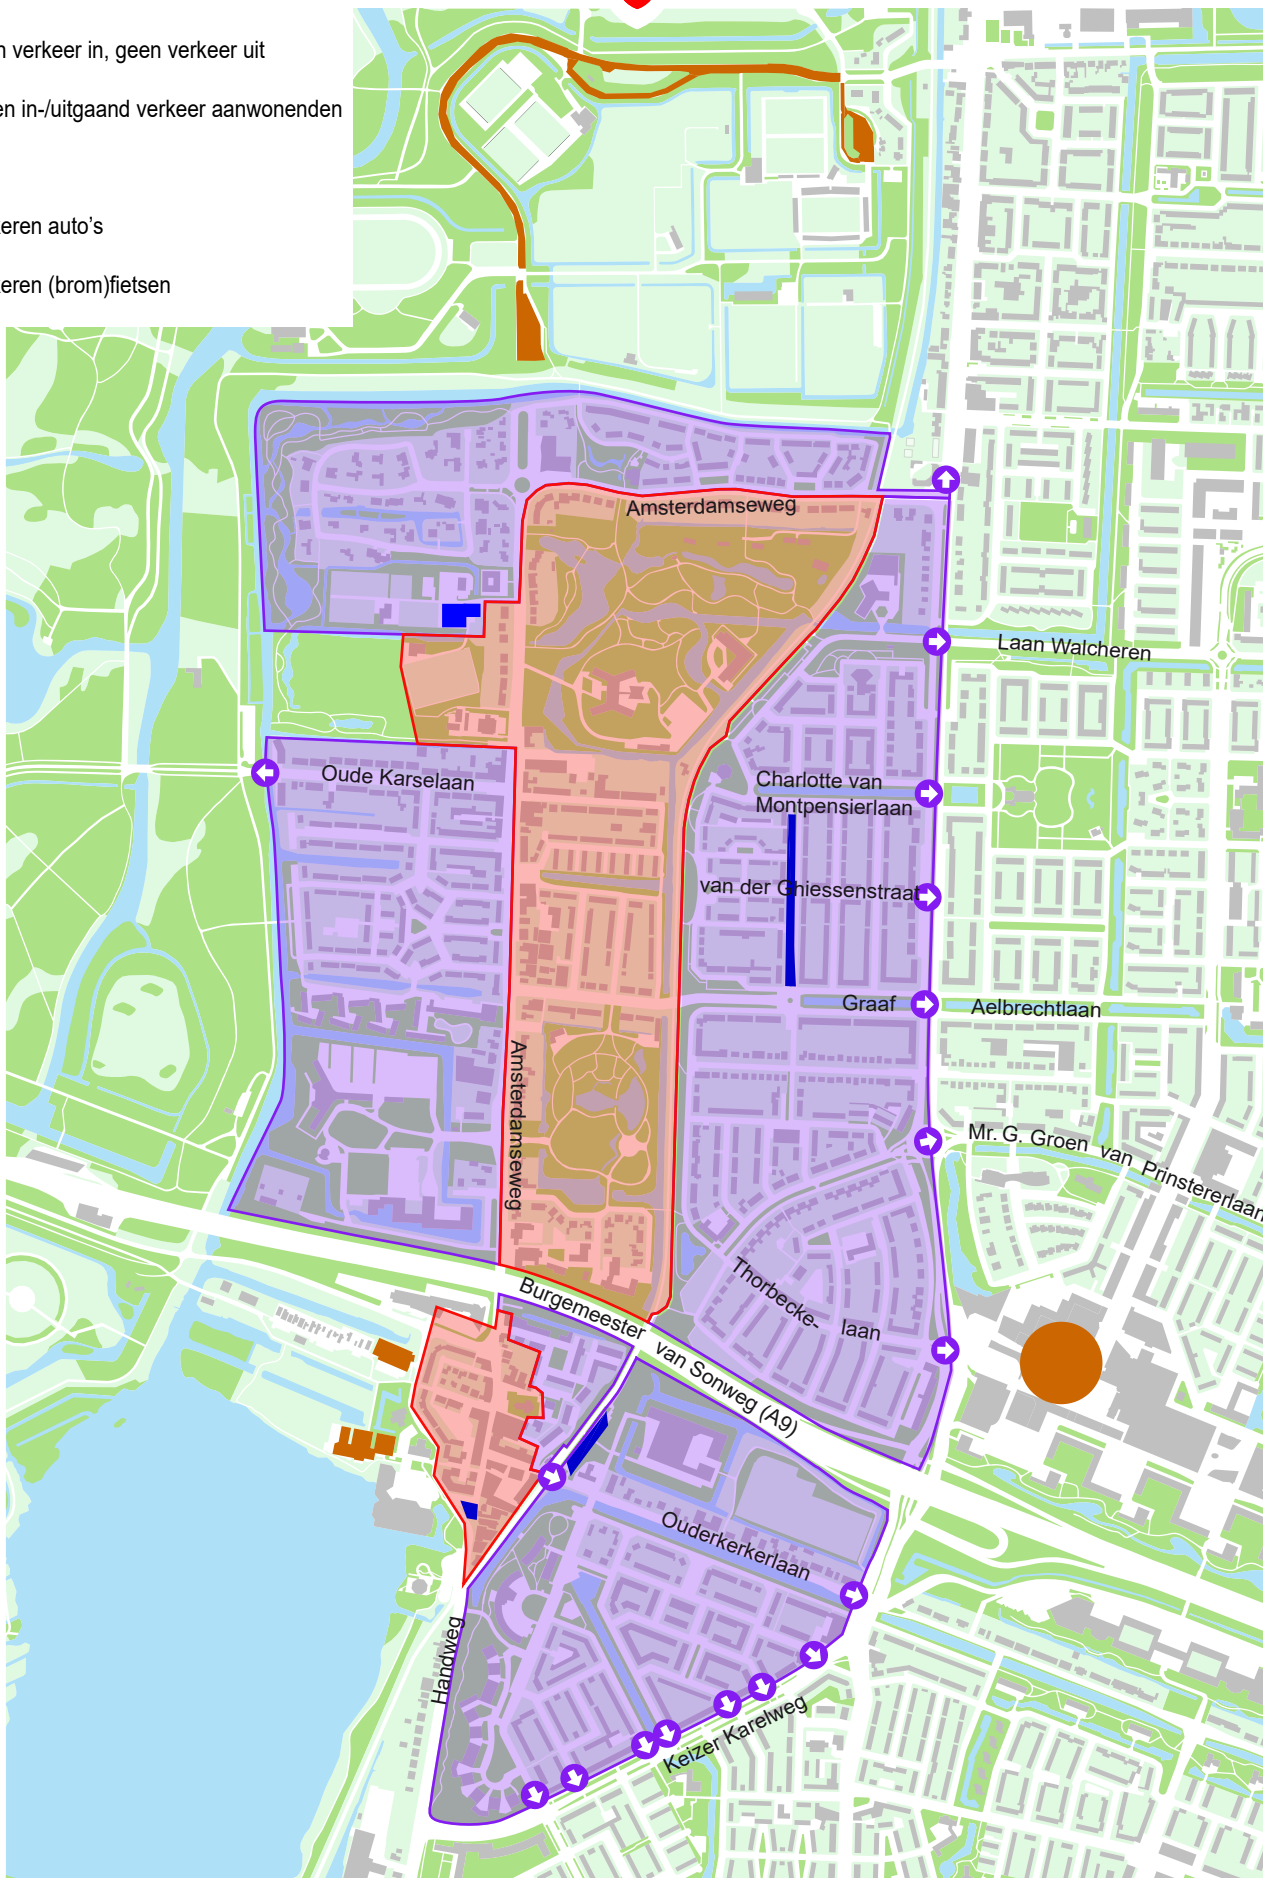 verkeer in, geen verkeer uit
en in-/uitgaand verkeer aanwonenden
eren auto's
eren (brom)fietsen
Amsterdamseweg
Laan Walcheren
Oude Karselaan
Charlotte van
Montpensierlaan
van der Ghiessenstraat
Graaf Aelbrechtlaan
Amsterdamseweg
Mr. G. Groen van Prinstererlaan
Thorbecke-laan
Burgemeester van Sonweg (A9)
Ouderkerkerlaan
Handweg
Keizer Karelweg